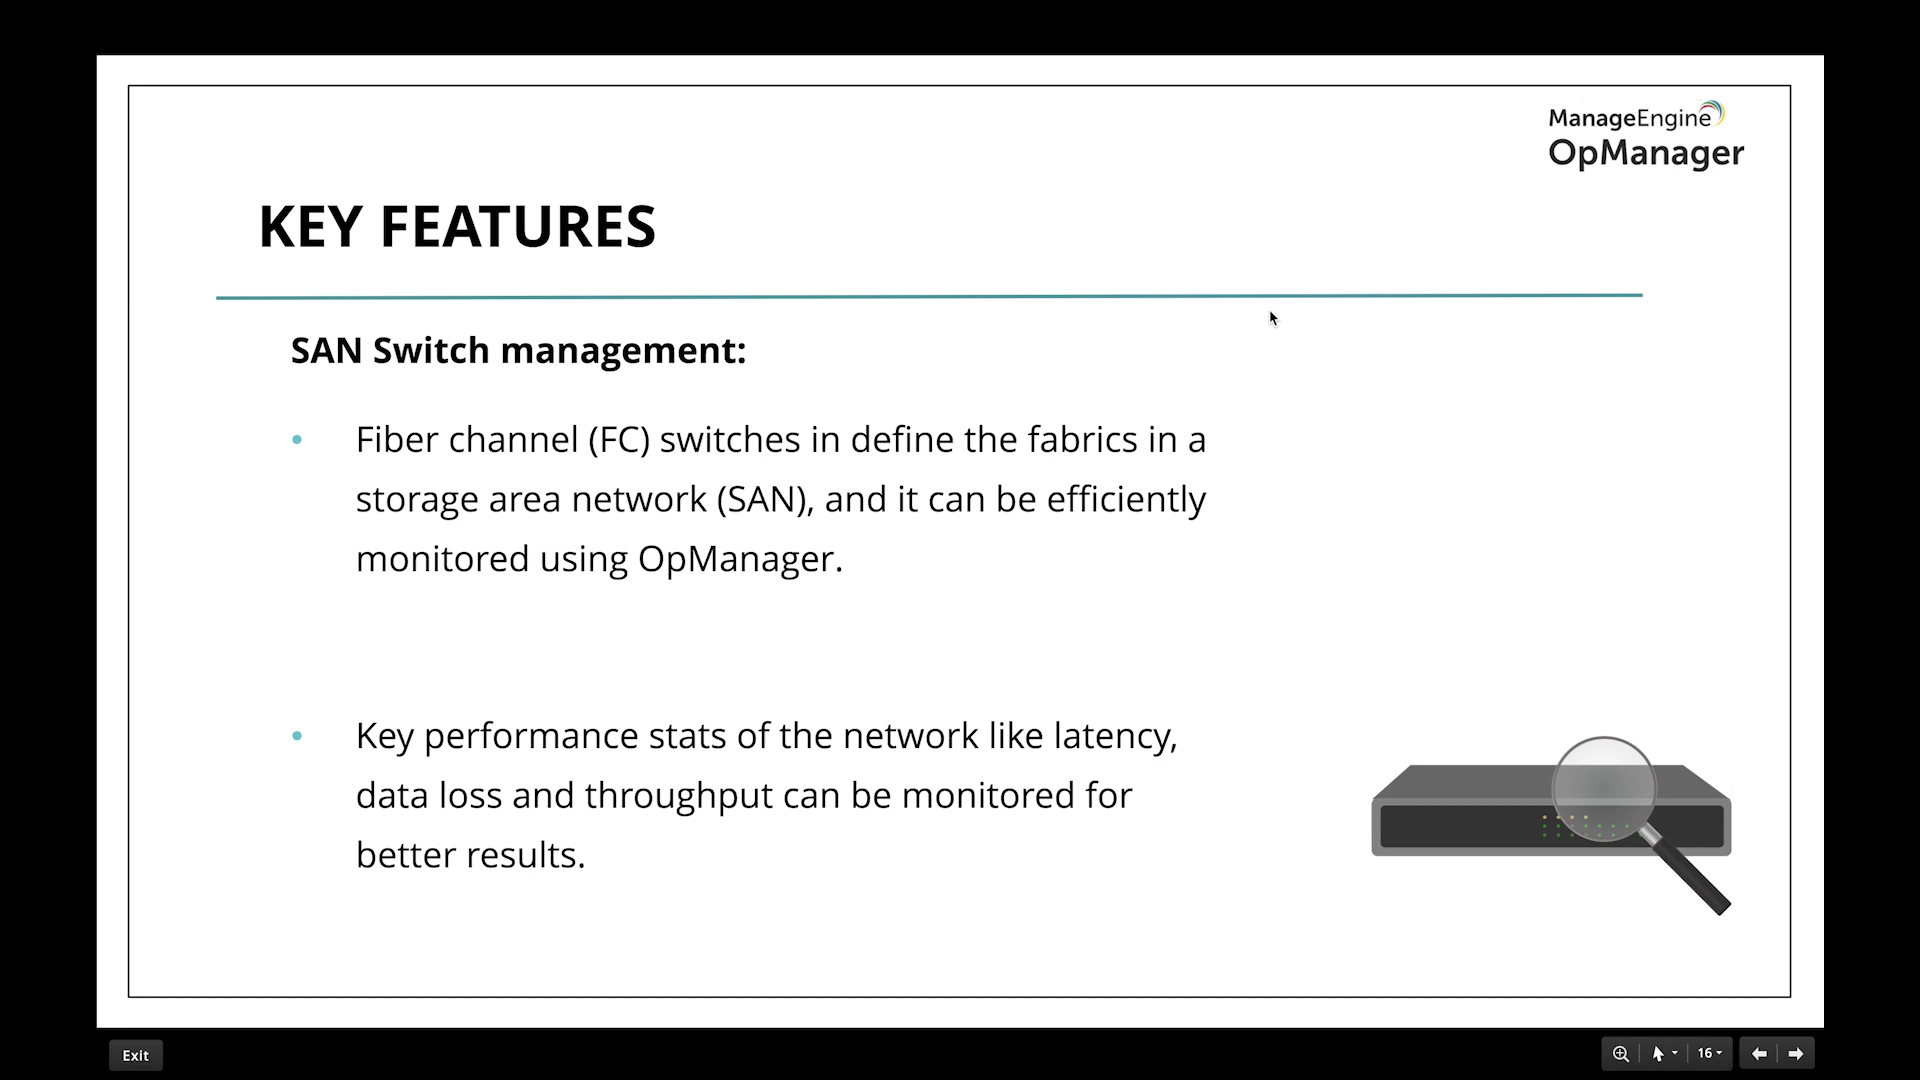 ManageEngine
OpManager
KEY FEATURES
SAN Switch management:
• Fiber channel (FC) switches in define the fabrics in a
storage area network (SAN), and it can be efficiently
monitored using OpManager.
• Key performance stats of the network like latency,
data loss and throughput can be monitored for
better results.
Exit
16